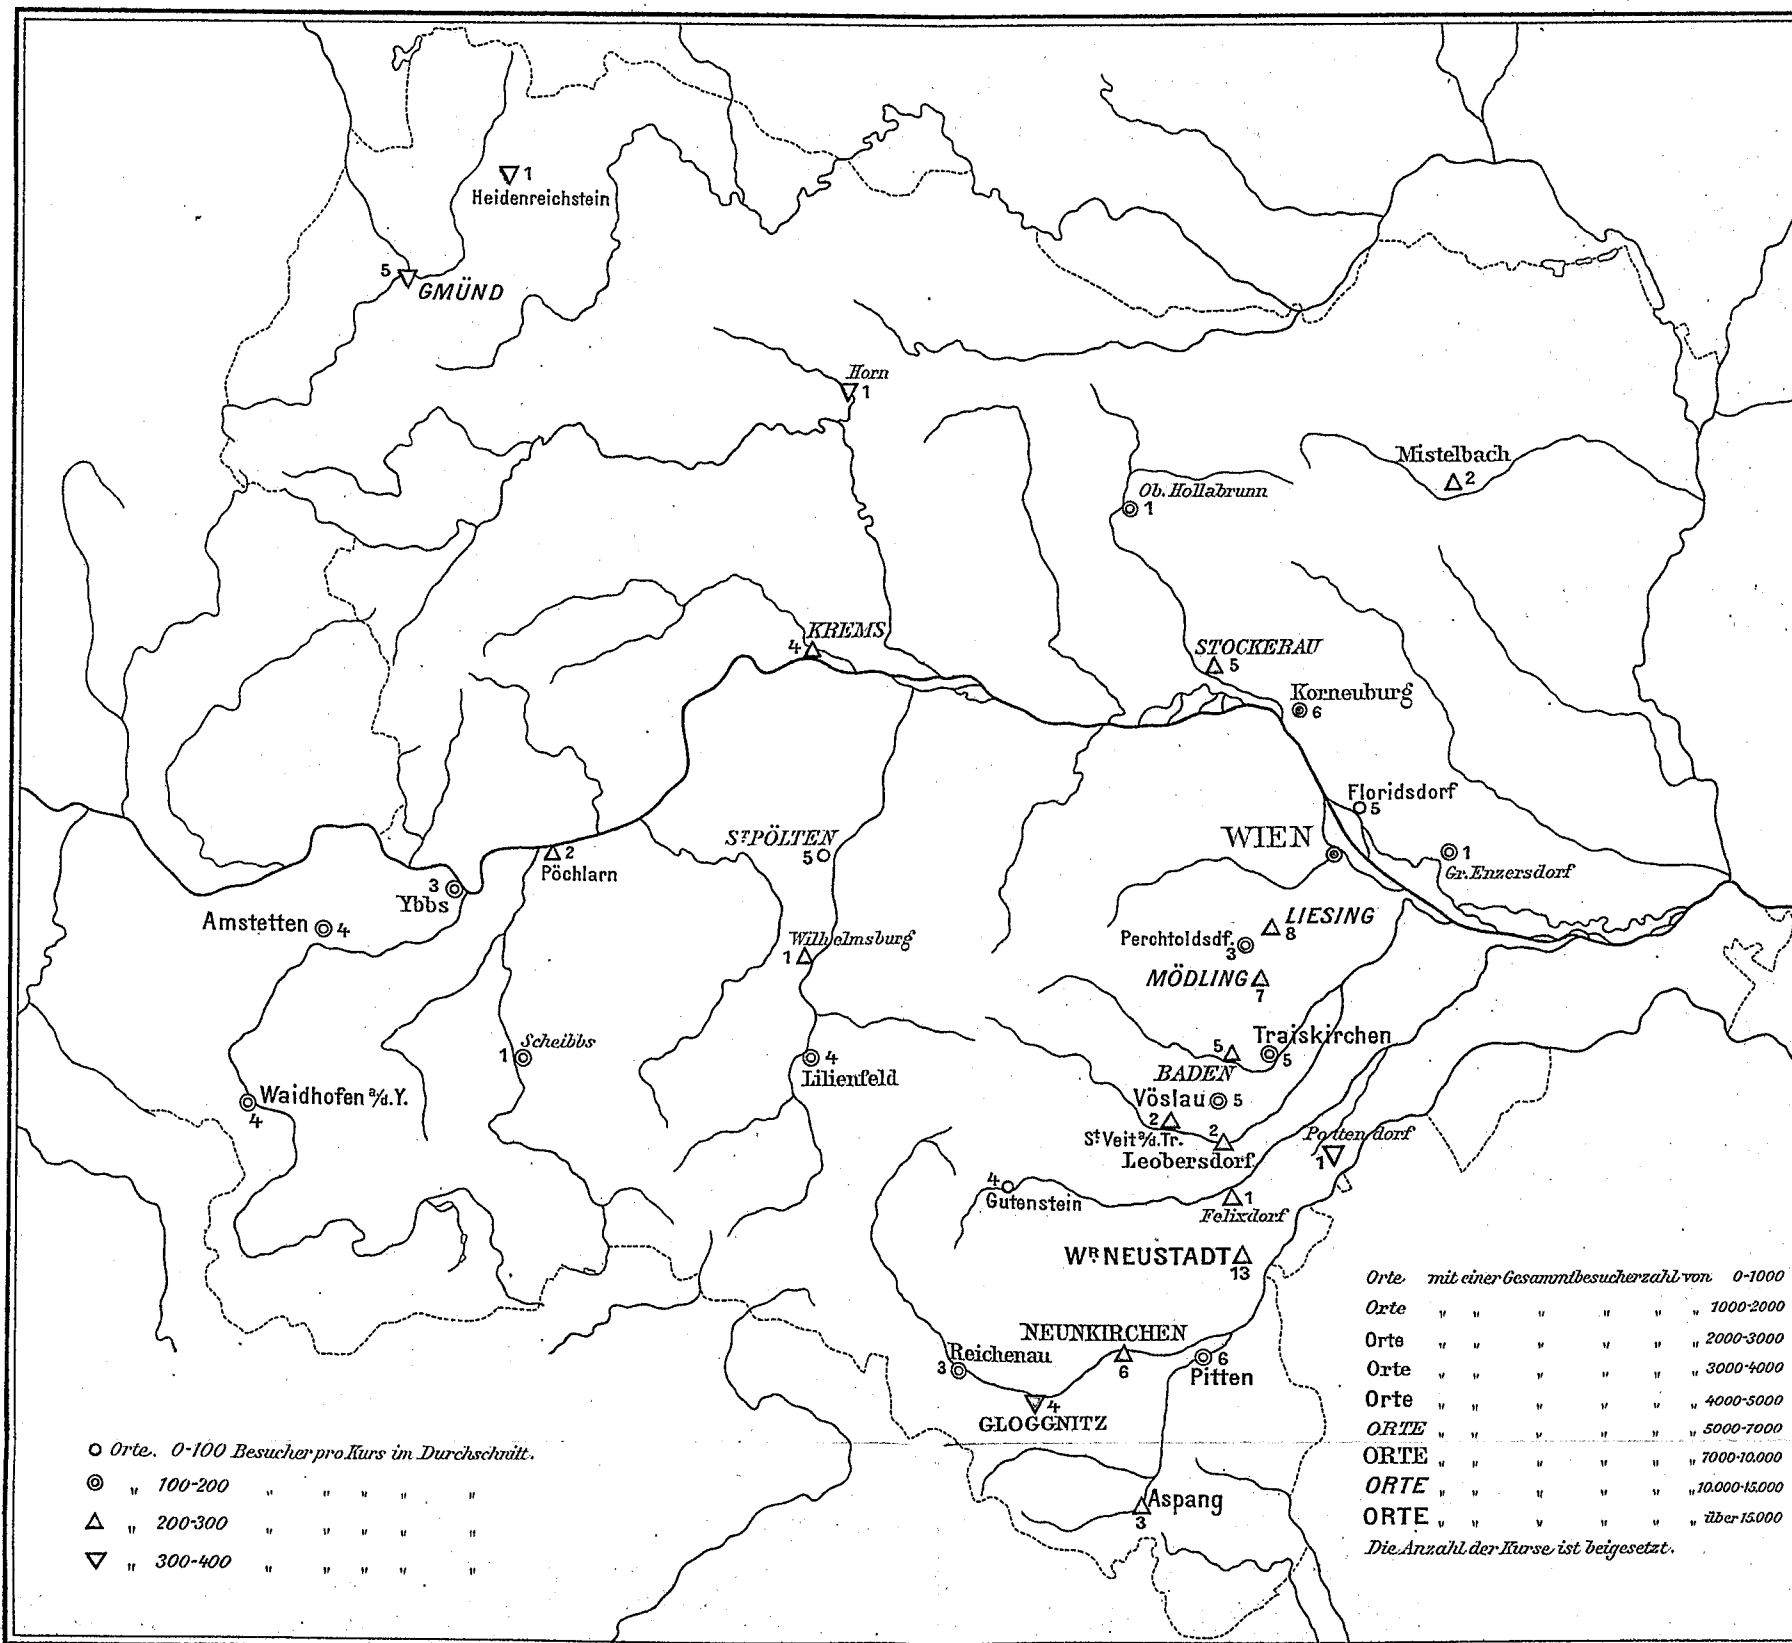 1
Heidenreichstein
5
GMÜND
Horn
1
Mistelbach
2
Ob. Hollabrunn
1
KREMS
4
STOCKERAU
5
Korneuburg
6
Floridsdorf
5
WIEN
ST. PÖLTEN
5
2
Pöchlarn
1
Gr. Enzersdorf
3
Ybbs
Amstetten
4
LIESING
8
Perchtoldsdf.
3
Wilhelmsburg
1
MÖDLING
7
Traiskirchen
5
5
BADEN
Scheibbs
1
4
Lilienfeld
Waidhofen a/d. Y.
4
Vöslau
5
2
St. Veit a/d. Tr.
2
Leobersdorf
Pottendorf
1
4
Gutenstein
1
Felixdorf
WR. NEUSTADT
13
NEUNKIRCHEN
6
Reichenau
3
6
Pitten
4
GLOGGNITZ
Aspang
3
Orte mit einer Gesammtbesucherzahl von 0-1000
Orte " " " " " " 1000-2000
Orte " " " " " " 2000-3000
Orte " " " " " " 3000-4000
Orte " " " " " " 4000-5000
ORTE " " " " " " 5000-7000
ORTE " " " " " " 7000-10.000
ORTE " " " " " " 10.000-15.000
ORTE " " " " " " über 15.000
Die Anzahl der Kurse ist beigesetzt.
Orte. 0-100 Besucher pro Kurs im Durchschnitt.
" 100-200 " " " " "
" 200-300 " " " " "
" 300-400 " " " " "